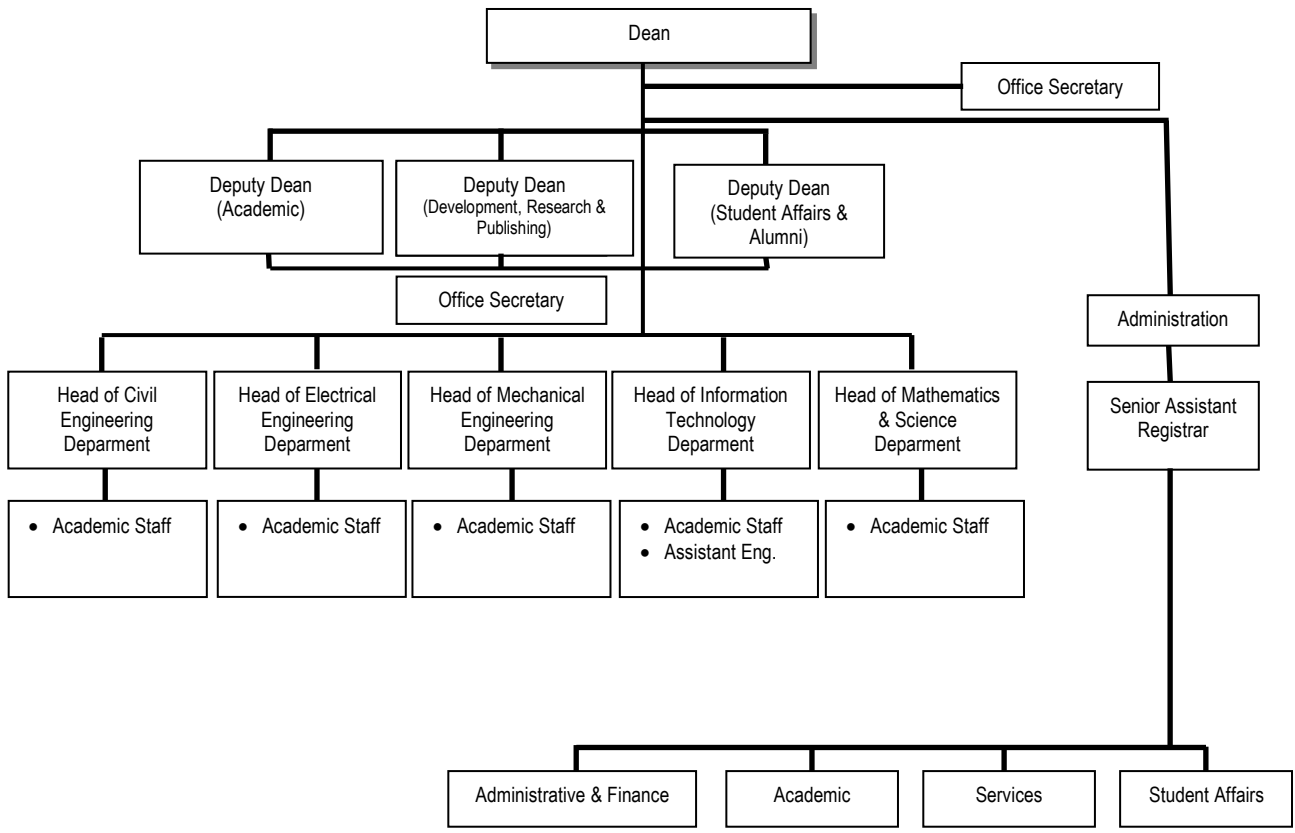 Dean
Office Secretary
Deputy Dean
(Academic)
Deputy Dean
(Development, Research &
Publishing)
Deputy Dean
(Student Affairs &
Alumni)
Office Secretary
Administration
Head of Civil
Engineering
Deparment
Head of Electrical
Engineering
Deparment
Head of Mechanical
Engineering
Deparment
Head of Information
Technology
Deparment
Head of Mathematics
& Science
Deparment
Senior Assistant
Registrar
• Academic Staff
• Academic Staff
• Academic Staff
• Academic Staff
• Assistant Eng.
• Academic Staff
Administrative & Finance
Academic
Services
Student Affairs